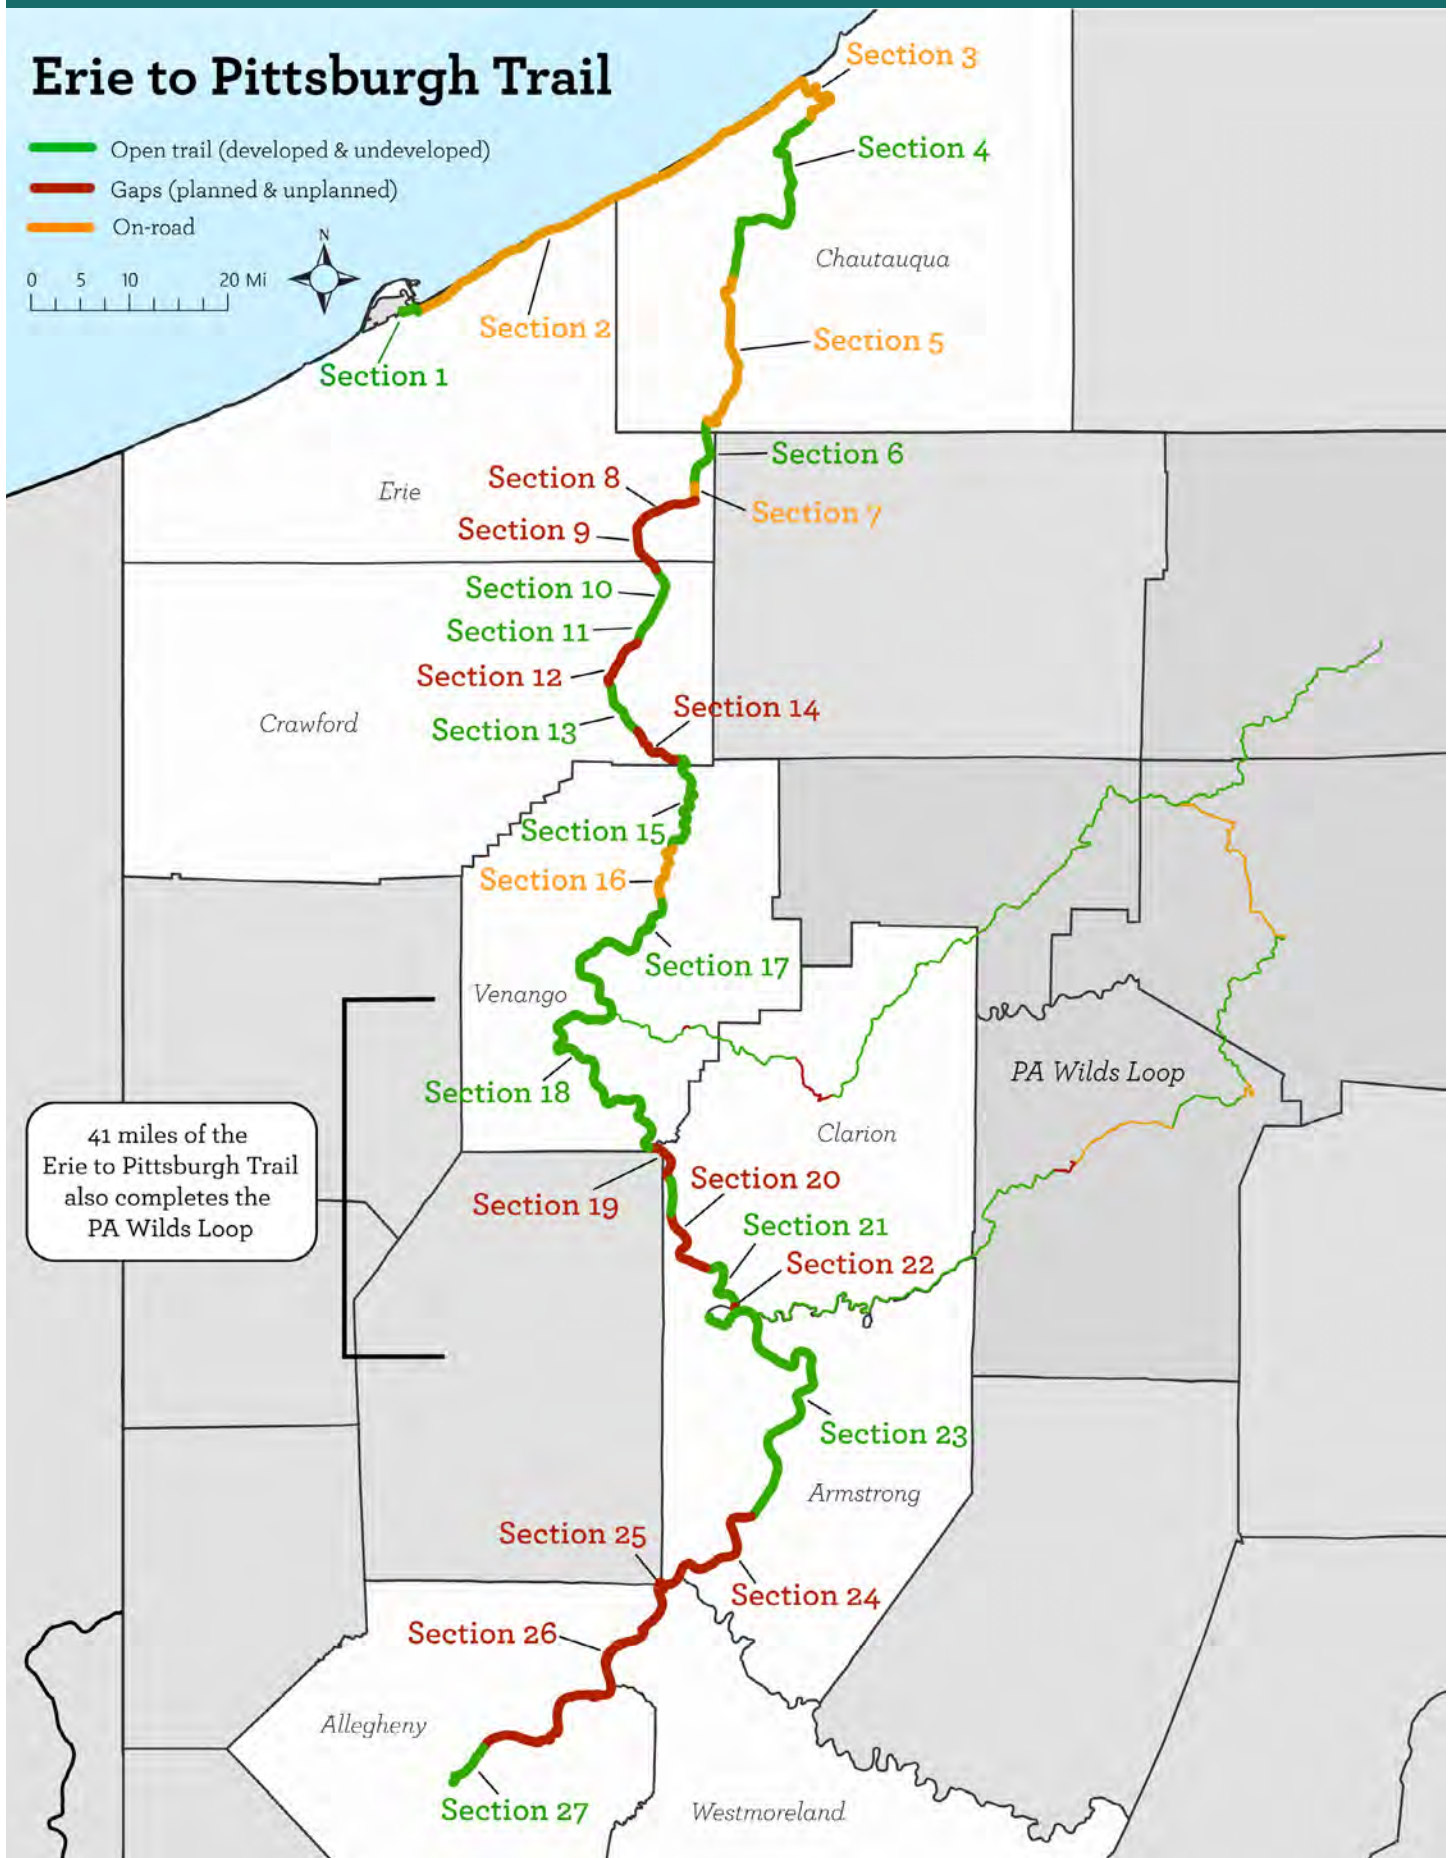 Erie to Pittsburgh Trail
Open trail (developed & undeveloped)
Gaps (planned & unplanned)
On-road
N
0 5 10 20 Mi
Section 3
Section 4
Chautauqua
Section 2
Section 5
Section 1
Section 6
Section 8
Erie
Section 7
Section 9
Section 10
Section 11
Section 12
Section 14
Crawford
Section 13
Section 15
Section 16
Section 17
Venango
PA Wilds Loop
Section 18
41 miles of the
Erie to Pittsburgh Trail
also completes the
PA Wilds Loop
Clarion
Section 20
Section 19
Section 21
Section 22
Section 23
Armstrong
Section 25
Section 24
Section 26
Allegheny
Section 27
Westmoreland